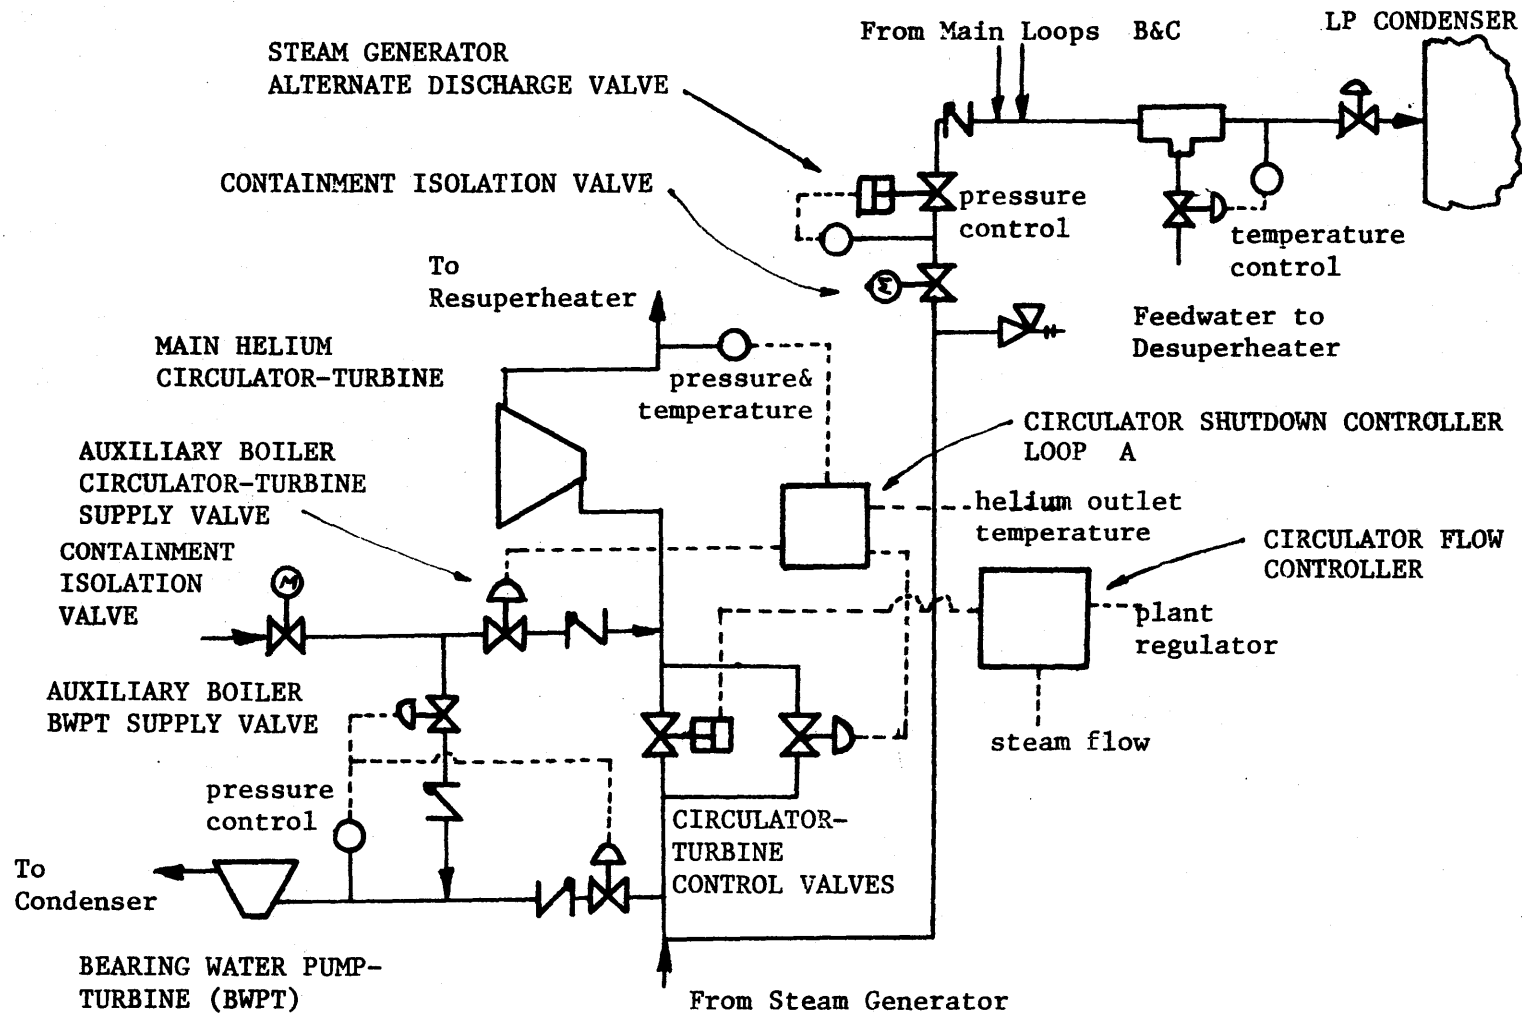 LP CONDENSER
From Main Loops B&C
STEAM GENERATOR
ALTERNATE DISCHARGE VALVE
CONTAINMENT ISOLATION VALVE
pressure
control
temperature
control
To
Resuperheater
Feedwater to
Desuperheater
MAIN HELIUM
CIRCULATOR-TURBINE
pressure&
temperature
CIRCULATOR SHUTDOWN CONTROLLER
LOOP A
AUXILIARY BOILER
CIRCULATOR-TURBINE
SUPPLY VALVE
helium outlet
temperature
CIRCULATOR FLOW
CONTROLLER
CONTAINMENT
ISOLATION
VALVE
M
plant
regulator
AUXILIARY BOILER
BWPT SUPPLY VALVE
steam flow
pressure
control
CIRCULATOR-
TURBINE
CONTROL VALVES
To
Condenser
BEARING WATER PUMP-
TURBINE (BWPT)
From Steam Generator